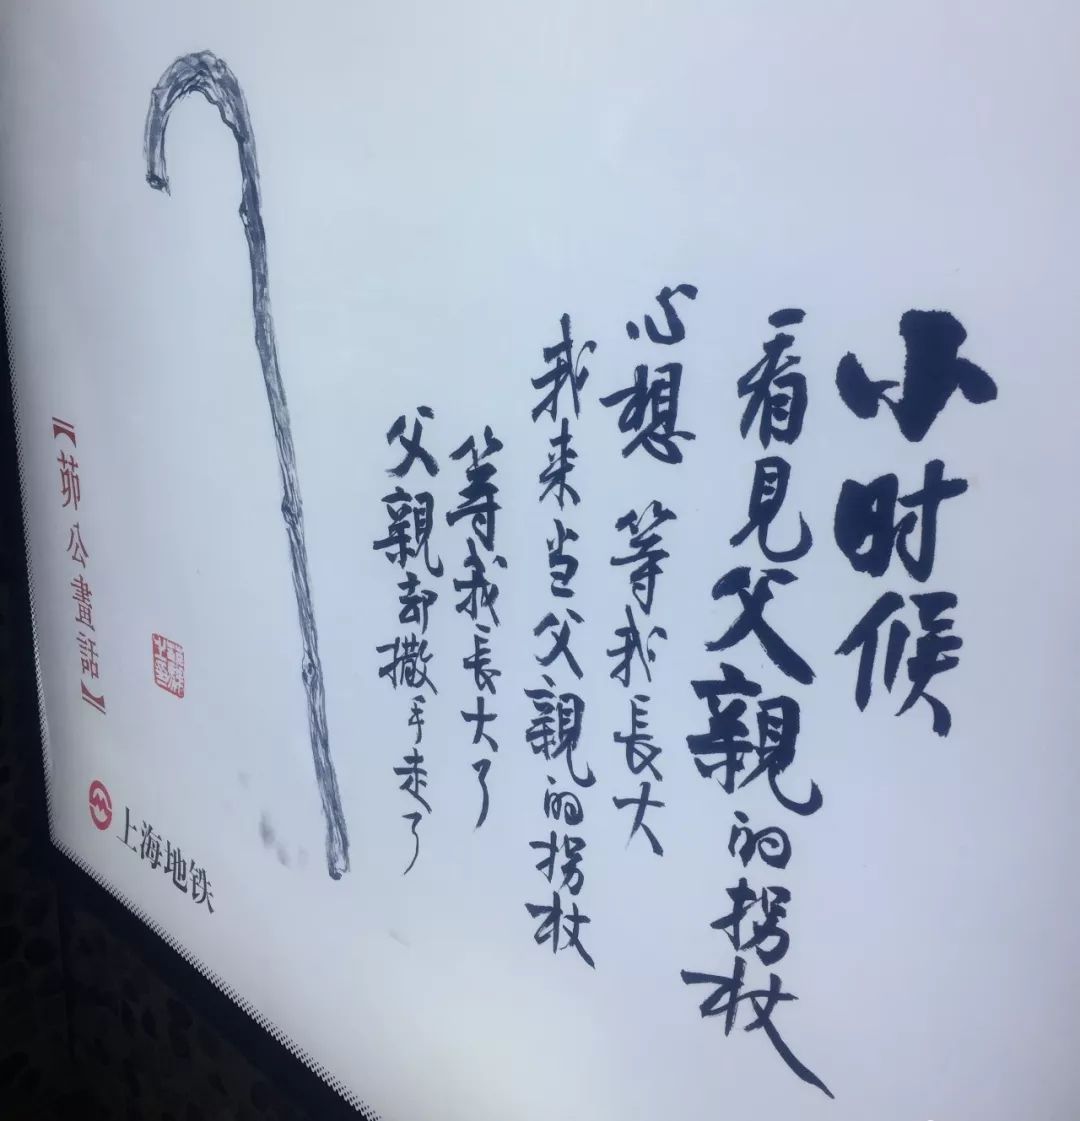 小时候
看見父親的拐杖
心想 等我長大
我来当父親的拐杖
等我長大了
父親却撒手走了
【茆公畫話】
上海地铁